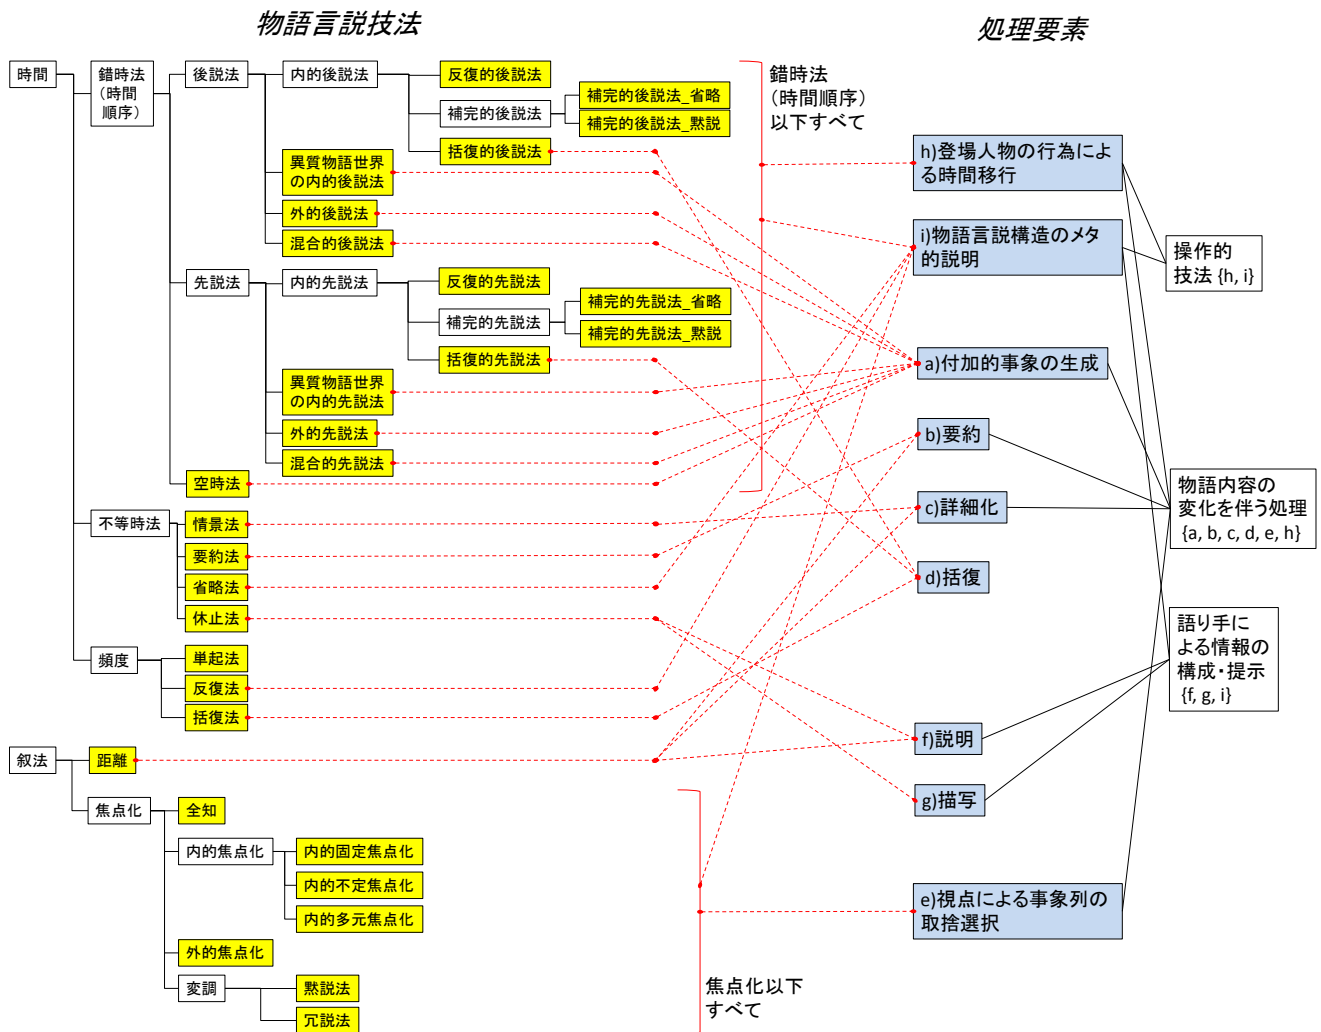 物語言説技法
処理要素
時間
錯時法
（時間
順序）
後説法
内的後説法
反復的後説法
補完的後説法
補完的後説法_省略
補完的後説法_黙説
括復的後説法
異質物語世界
の内的後説法
外的後説法
混合的後説法
先説法
内的先説法
反復的先説法
補完的先説法
補完的先説法_省略
補完的先説法_黙説
括復的先説法
異質物語世界
の内的先説法
外的先説法
混合的先説法
空時法
不等時法
情景法
要約法
省略法
休止法
頻度
単起法
反復法
括復法
叙法
距離
焦点化
全知
内的焦点化
内的固定焦点化
内的不定焦点化
内的多元焦点化
外的焦点化
変調
黙説法
冗説法
錯時法
（時間順序）
以下すべて
焦点化以下
すべて
h)登場人物の行為によ
る時間移行
i)物語言説構造のメタ
的説明
a)付加的事象の生成
b)要約
c)詳細化
d)括復
f)説明
g)描写
e)視点による事象列の
取捨選択
操作的
技法 {h, i}
物語内容の
変化を伴う処理
{a, b, c, d, e, h}
語り手に
よる情報の
構成・提示
{f, g, i}